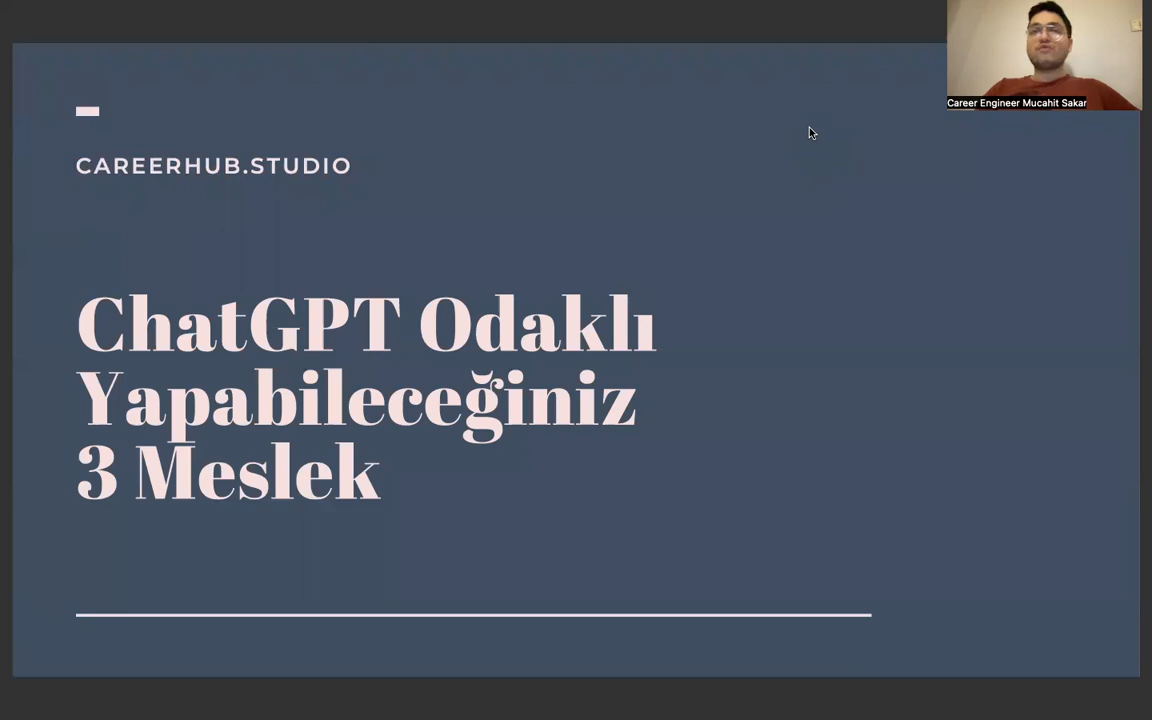 Career Engineer Mucahit Sakar
CAREERHUB.STUDIO
ChatGPT Odaklı
Yapabileceğiniz
3 Meslek